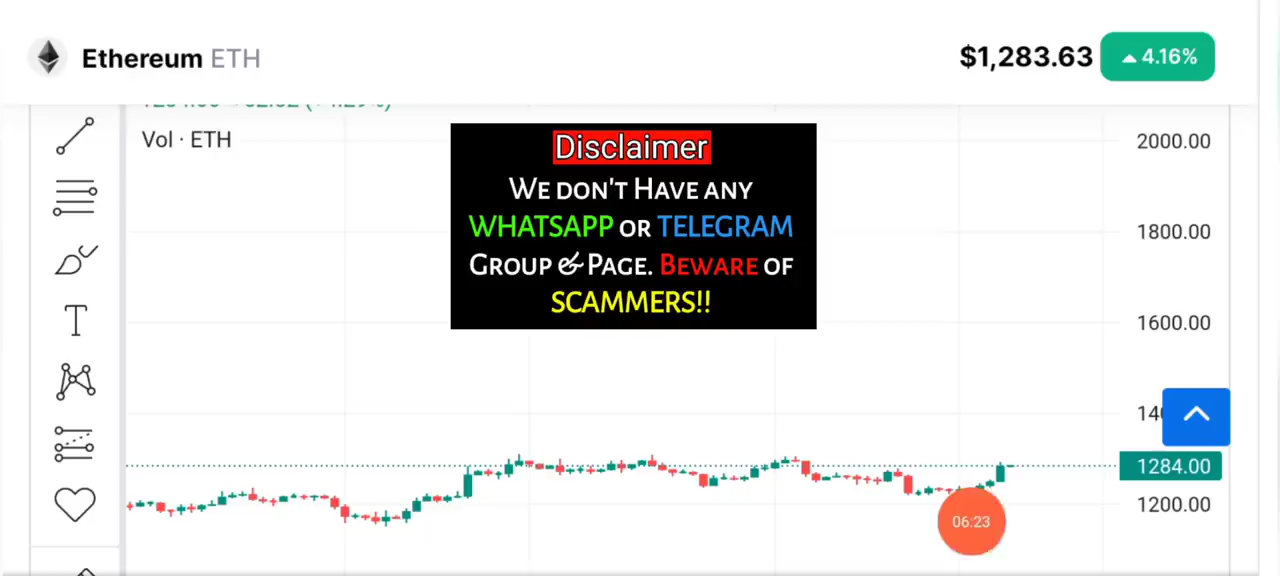 Ethereum ETH
$1,283.63
4.16%
Vol · ETH
Disclaimer
We don't Have any
WHATSAPP or TELEGRAM
Group & Page. Beware of
SCAMMERS!!
2000.00
1800.00
1600.00
1284.00
1200.00
06:23